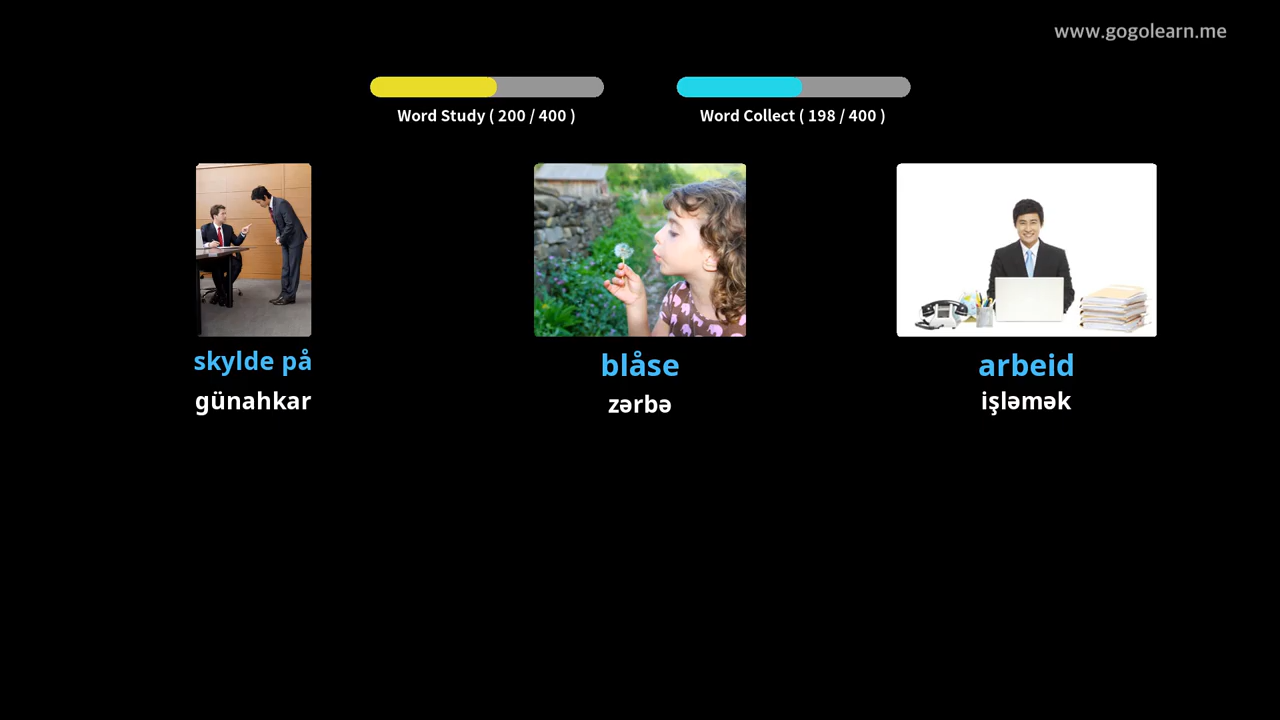 www.gogolearn.me
Word Study ( 200 / 400 )
Word Collect ( 198 / 400 )
skylde på
blåse
arbeid
günahkar
zərbə
işləmək